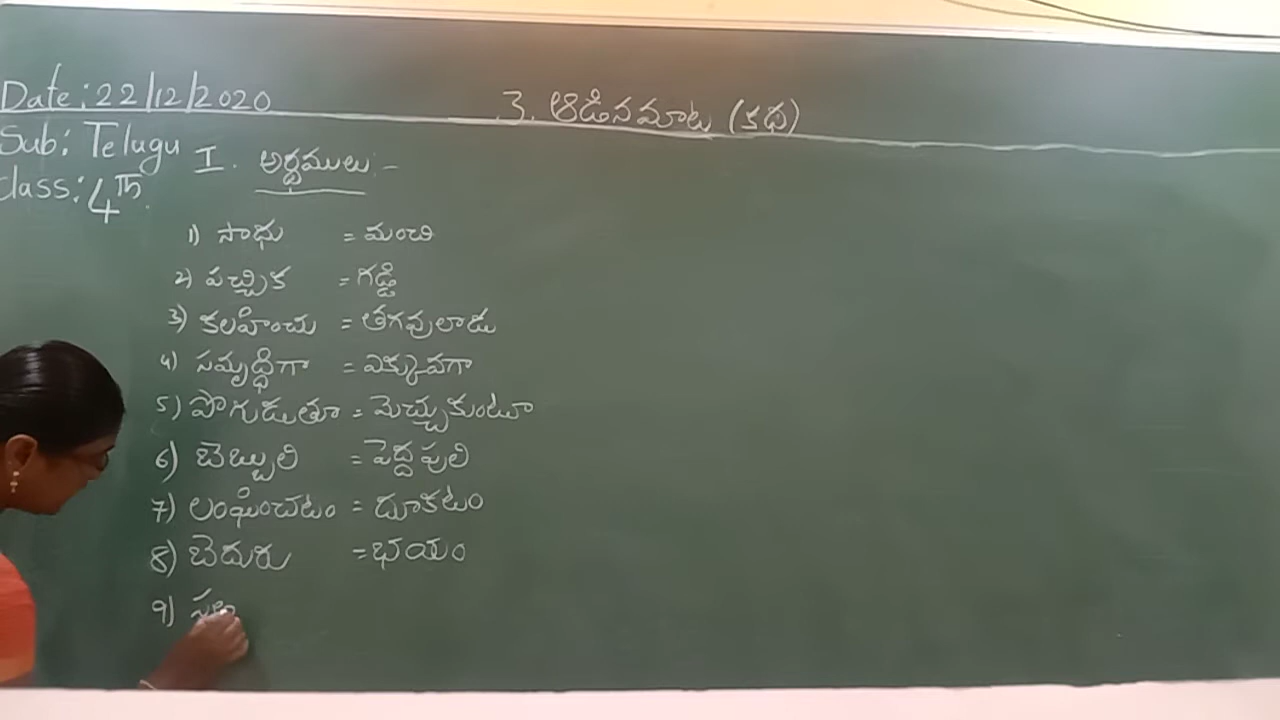 Date: 22/12/2020
3. ఆడినమాట (కథ)
Sub: Telugu
Class: 4th.
I. అర్థములు:-
1) సాధు = మంచి
2) పచ్చిక = గడ్డి
3) కలహించు = తగవులాడు
4) సమృద్ధిగా = ఎక్కువగా
5) పొగుడుతూ = మెచ్చుకుంటూ
6) బెబ్బులి = పెద్దపులి
7) లంఘించటం = దూకటం
8) బెదురు = భయం
9)